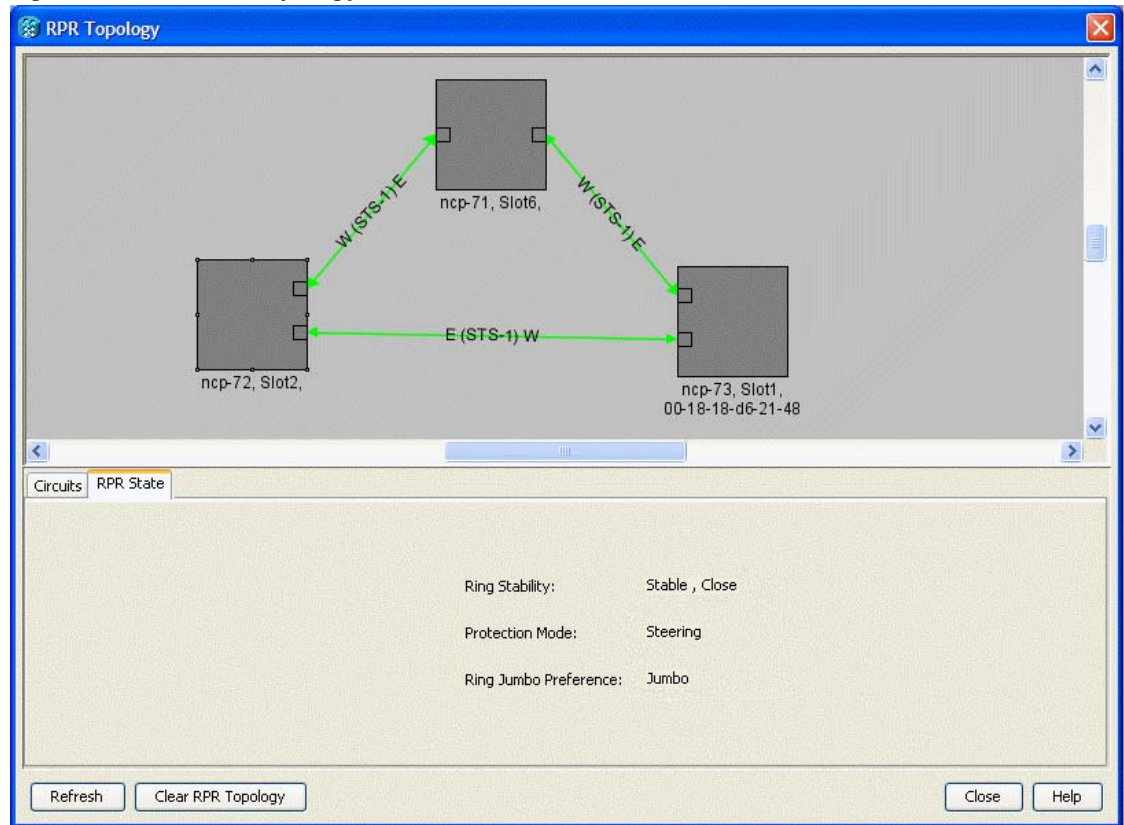 RPR Topology
ncp-71, Slot6,
W (STS-1) E
W (STS-1) E
E (STS-1) W
ncp-72, Slot2,
ncp-73, Slot1,
00-18-18-d6-21-48
Circuits RPR State
Ring Stability: Stable , Close
Protection Mode: Steering
Ring Jumbo Preference: Jumbo
Refresh Clear RPR Topology Close Help